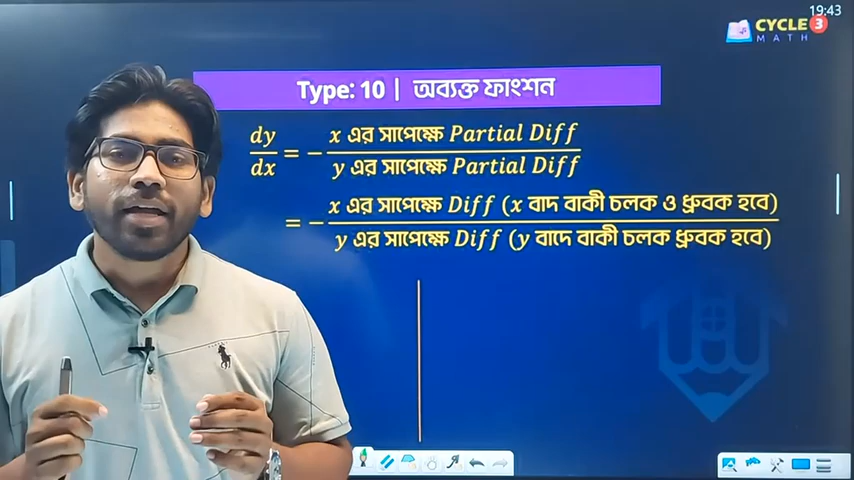 19:43
CYCLE 3
MATH
Type: 10 | অব্যক্ত ফাংশন
dy/dx = - x এর সাপেক্ষে Partial Diff / y এর সাপেক্ষে Partial Diff
= - x এর সাপেক্ষে Diff (x বাদ বাকী চলক ও ধ্রুবক হবে) / y এর সাপেক্ষে Diff (y বাদে বাকী চলক ধ্রুবক হবে)